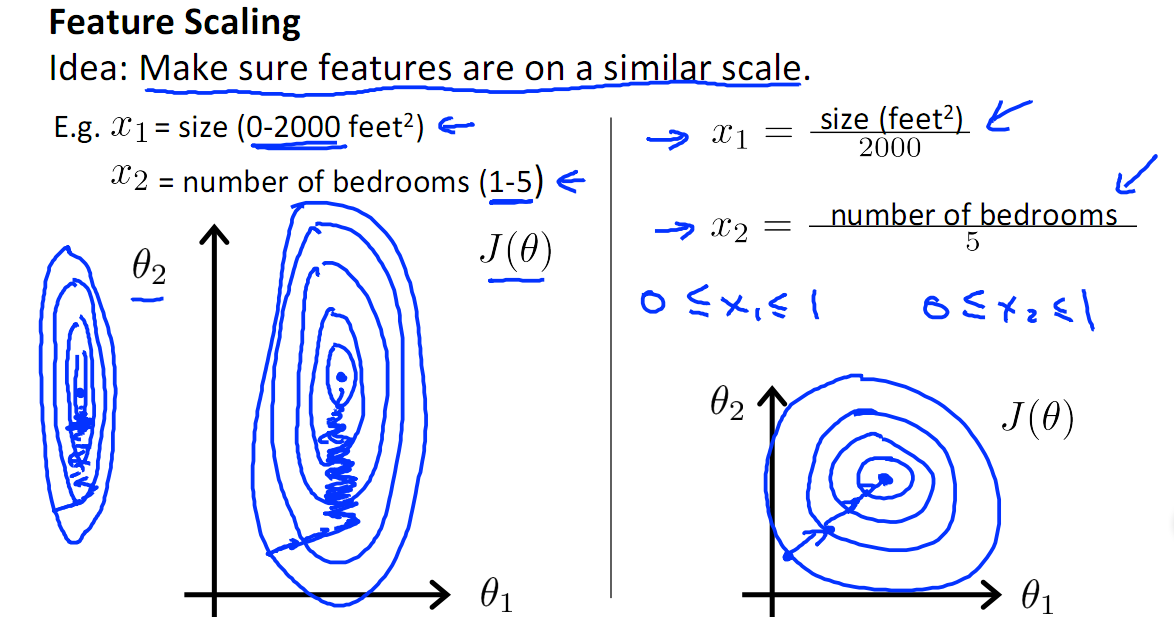 Feature Scaling
Idea: Make sure features are on a similar scale.
E.g. x₁ = size (0-2000 feet²) ←
x₂ = number of bedrooms (1-5) ←
θ₂
J(θ)
θ₁
→ x₁ = size (feet²)
2000
→ x₂ = number of bedrooms
5
0 ≤ x₁ ≤ 1    0 ≤ x₂ ≤ 1
θ₂
J(θ)
θ₁